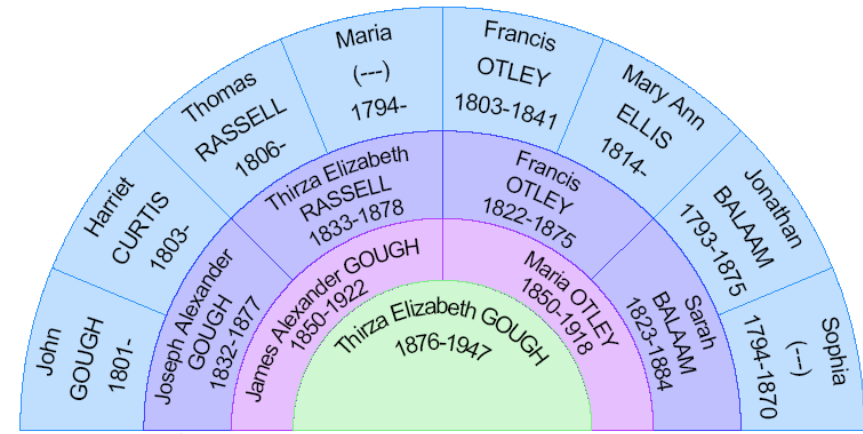 John
GOUGH
1801-
Harriet
CURTIS
1803-
Thomas
RASSELL
1806-
Maria
(---)
1794-
Francis
OTLEY
1803-1841
Mary Ann
ELLIS
1814-
Jonathan
BALAAM
1793-1875
Sophia
(---)
1794-1870
Joseph Alexander
GOUGH
1832-1877
Thirza Elizabeth
RASSELL
1833-1878
Francis
OTLEY
1822-1875
Sarah
BALAAM
1823-1884
James Alexander GOUGH
1850-1922
Maria OTLEY
1850-1918
Thirza Elizabeth GOUGH
1876-1947